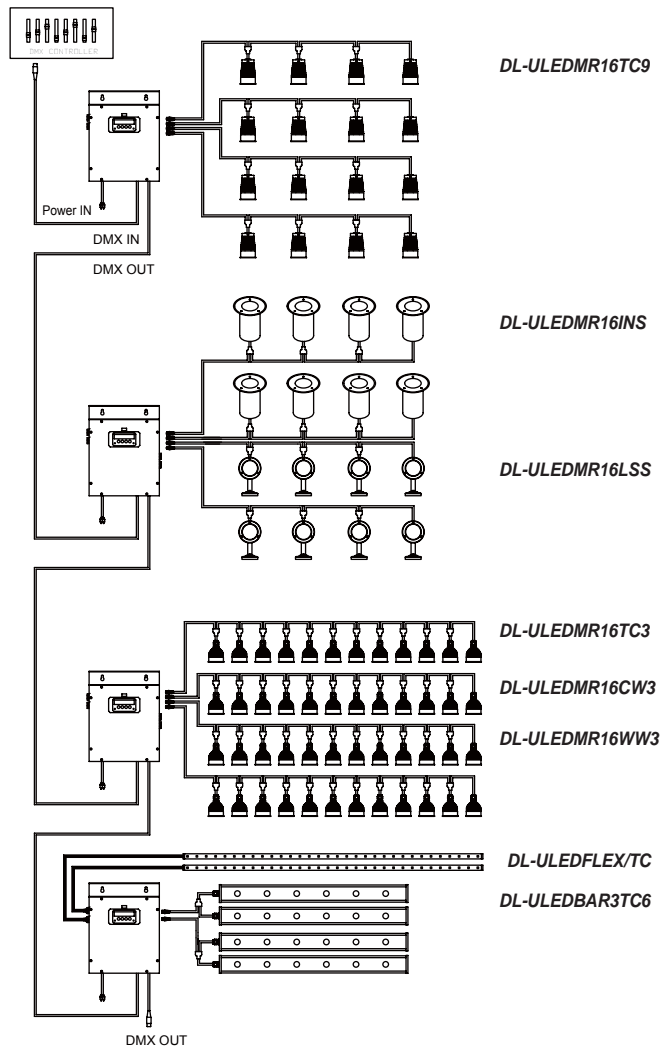 DMX CONTROLLER
DL-ULEDMR16TC9
Power IN
DMX IN
DMX OUT
DL-ULEDMR16INS
DL-ULEDMR16LSS
DL-ULEDMR16TC3
DL-ULEDMR16CW3
DL-ULEDMR16WW3
DL-ULEDFLEX/TC
DL-ULEDBAR3TC6
DMX OUT